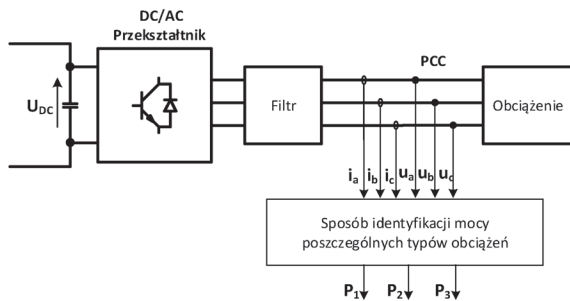 DC/AC
Przekształtnik
PCC
U_DC
Filtr
Obciążenie
i_a i_b i_c u_a u_b u_c
Sposób identyfikacji mocy
poszczególnych typów obciążeń
P_1 P_2 P_3